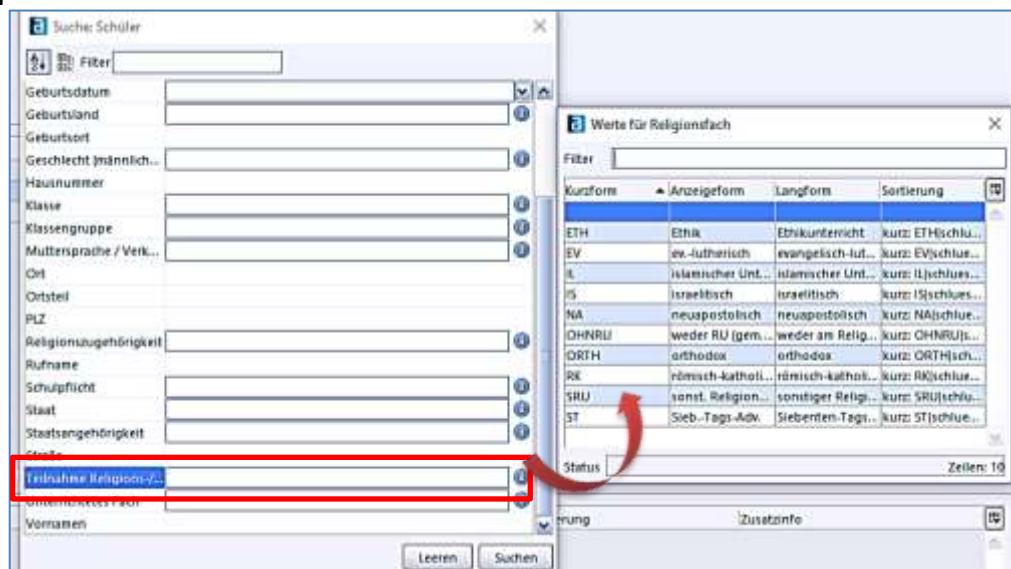 Suche: Schüler
Filter
Geburtsdatum
Geburtsland
Geburtsort
Geschlecht (männlich...
Hausnummer
Klasse
Klassengruppe
Muttersprache / Verk...
Ort
Ortsteil
PLZ
Religionszugehörigkeit
Rufname
Schulpflicht
Staat
Staatsangehörigkeit
Straße
Teilnahme Religions-/...
Unterrichtetes Fach
Vornamen
Leeren Suchen
Werte für Religionsfach
Filter
Kurzform Anzeigeform Langform Sortierung
ETH Ethik Ethikunterricht kurz: ETH|schlu...
EV ev.-lutherisch evangelisch-lut... kurz: EV|schlue...
IL islamischer Unt... islamischer Unt... kurz: IL|schlues...
IS israelitisch israelitisch kurz: IS|schlues...
NA neuapostolisch neuapostolisch kurz: NA|schlue...
OHNRU weder RU (gem... weder am Relig... kurz: OHNRU|s...
ORTH orthodox orthodox kurz: ORTH|sch...
RK römisch-katholi... römisch-katholi... kurz: RK|schlue...
SRU sonst. Religion... sonstiger Religi... kurz: SRU|schlu...
ST Sieb.-Tags-Adv. Siebenten-Tags... kurz: ST|schlue...
Status Zeilen: 10
erung Zusatzinfo